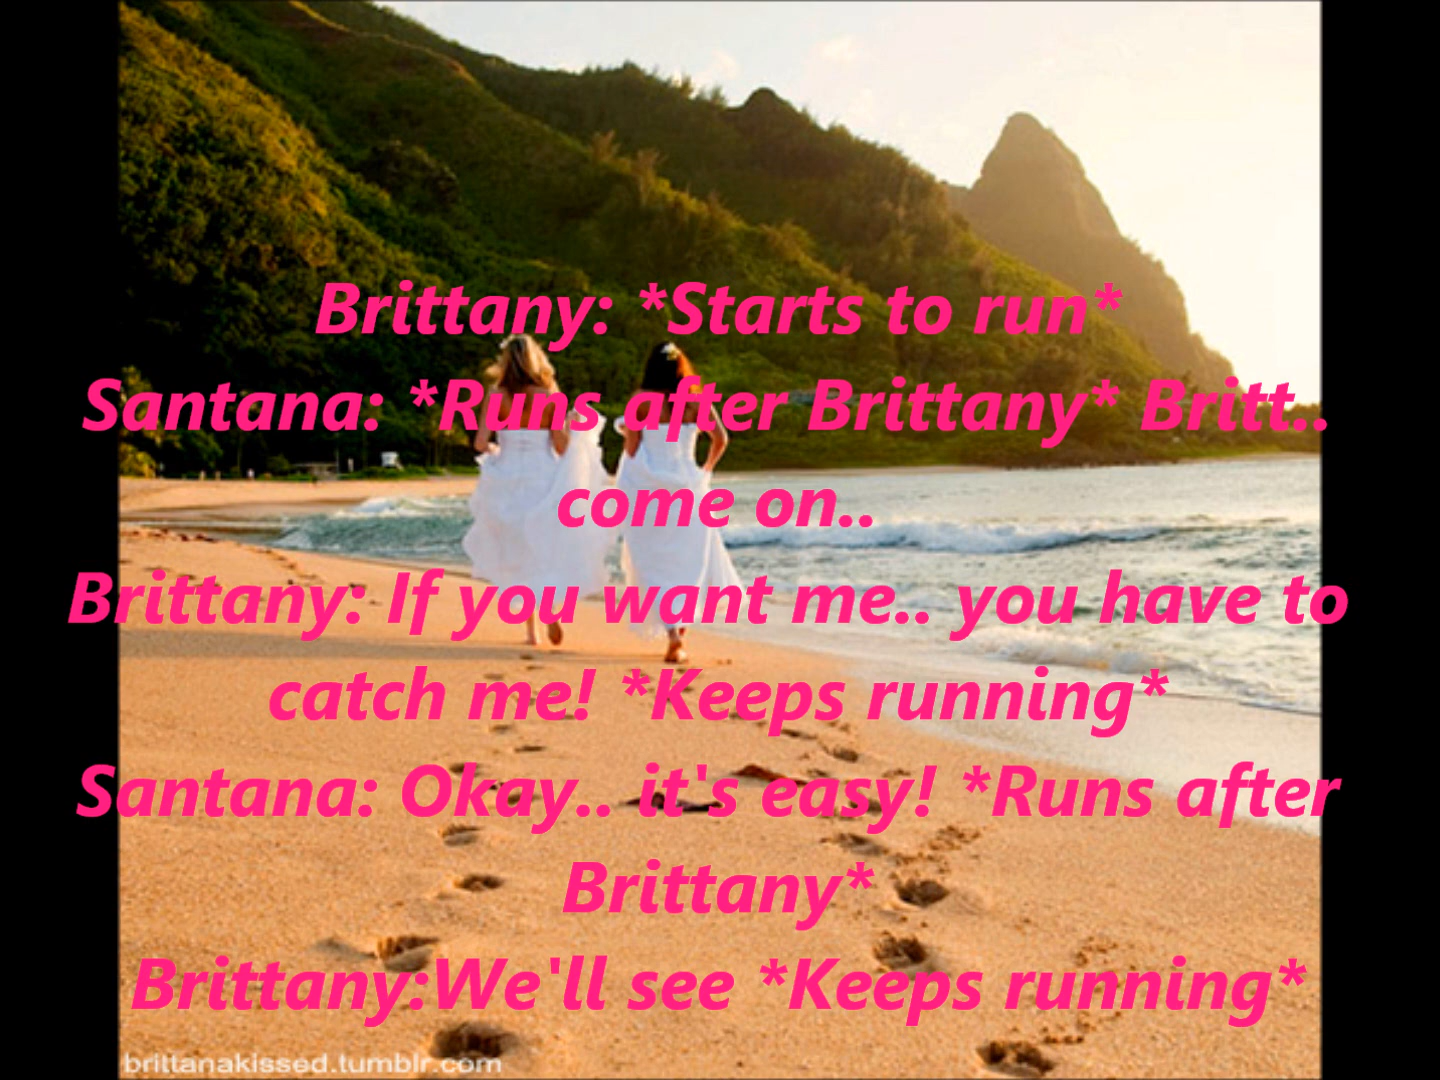 Brittany: *Starts to run*
Santana: *Runs after Brittany* Britt..
come on..
Brittany: If you want me.. you have to
catch me! *Keeps running*
Santana: Okay.. it's easy! *Runs after
Brittany*
Brittany:We'll see *Keeps running*
brittanakissed.tumblr.com